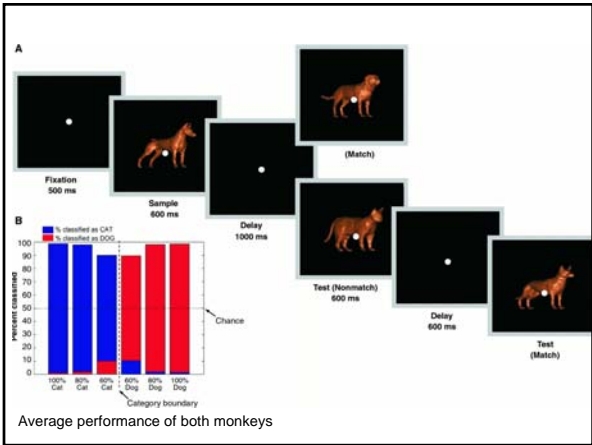 A
Fixation
500 ms
Sample
600 ms
Delay
1000 ms
(Match)
Test (Nonmatch)
600 ms
Delay
600 ms
Test
(Match)
B
% classified as CAT
% classified as DOG
Percent classified
100
90
80
70
60
50
40
30
20
10
0
Chance
100% Cat
80% Cat
60% Cat
60% Dog
80% Dog
100% Dog
Category boundary
Average performance of both monkeys